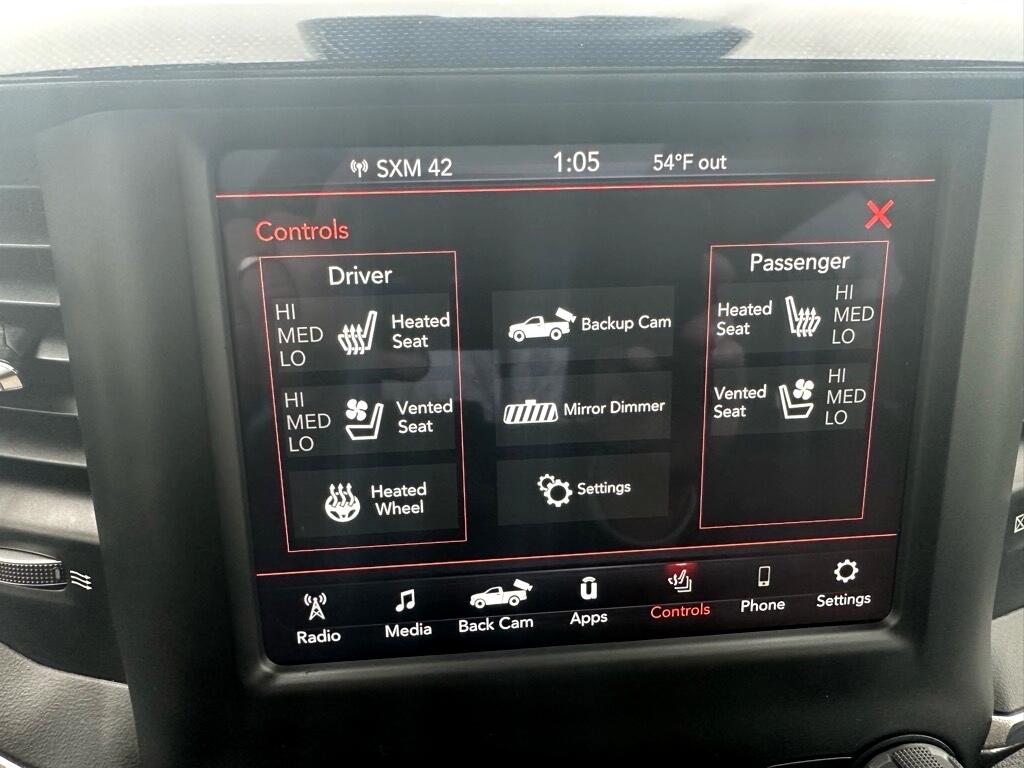 SXM 42 1:05 54°F out
Controls
Driver
HI
MED
LO
Heated
Seat
HI
MED
LO
Vented
Seat
Heated
Wheel
Backup Cam
Mirror Dimmer
Settings
Passenger
Heated
Seat
HI
MED
LO
Vented
Seat
HI
MED
LO
Radio Media Back Cam Apps Controls Phone Settings